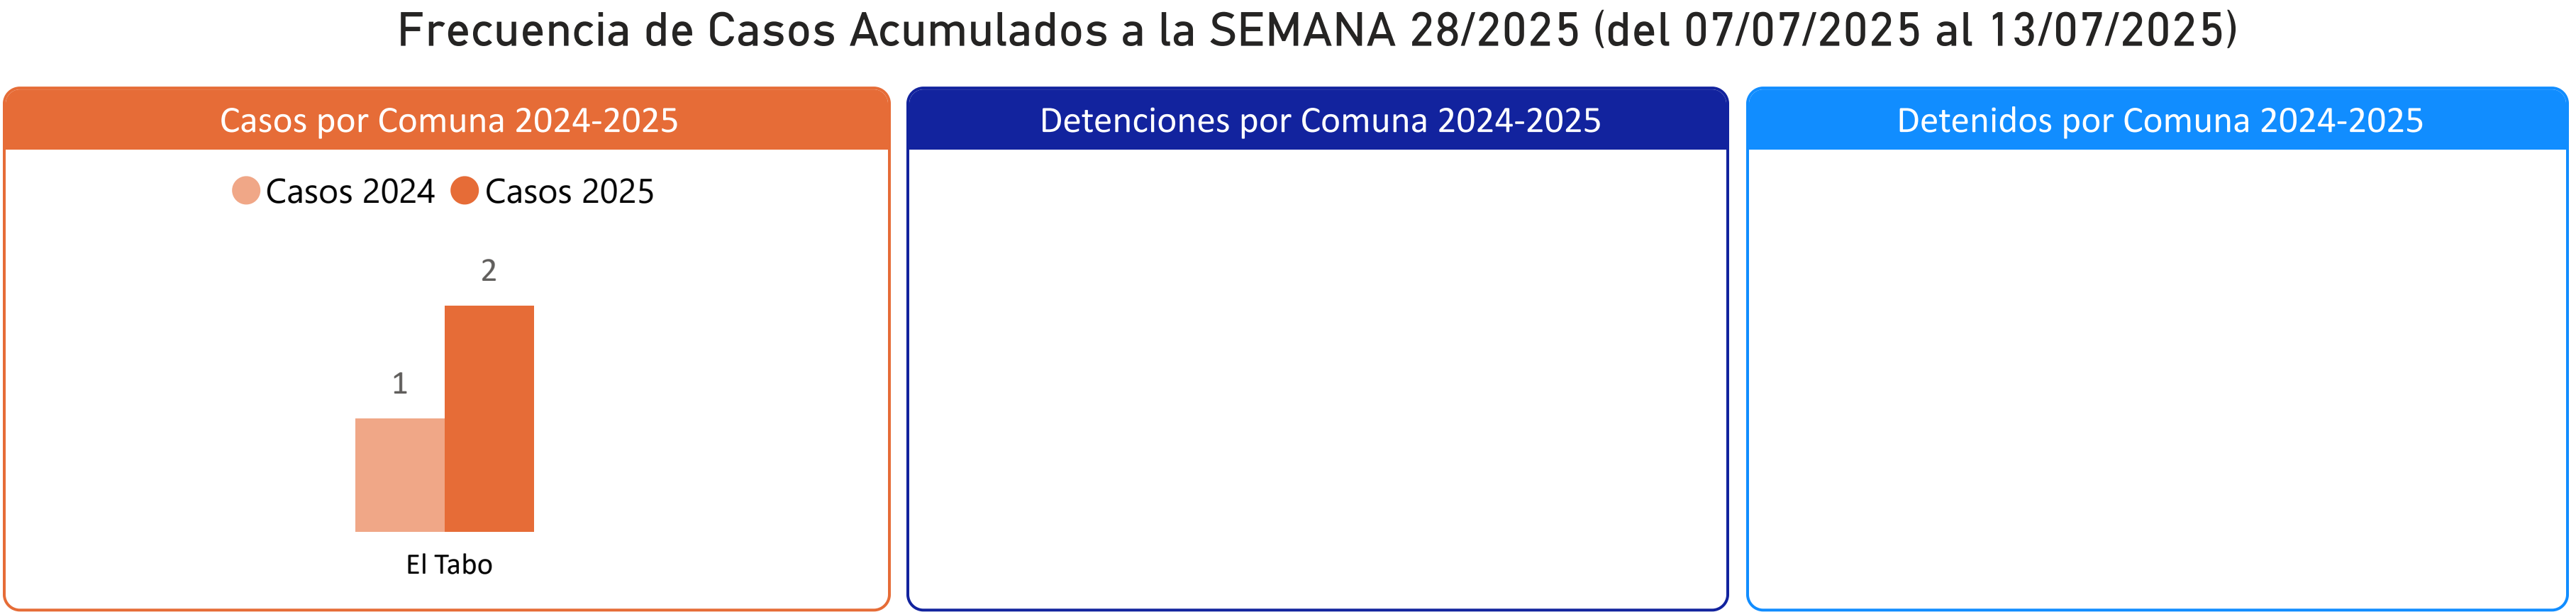 Frecuencia de Casos Acumulados a la SEMANA 28/2025 (del 07/07/2025 al 13/07/2025)
Casos por Comuna 2024-2025
Casos 2024 Casos 2025
2
1
El Tabo
Detenciones por Comuna 2024-2025
Detenidos por Comuna 2024-2025